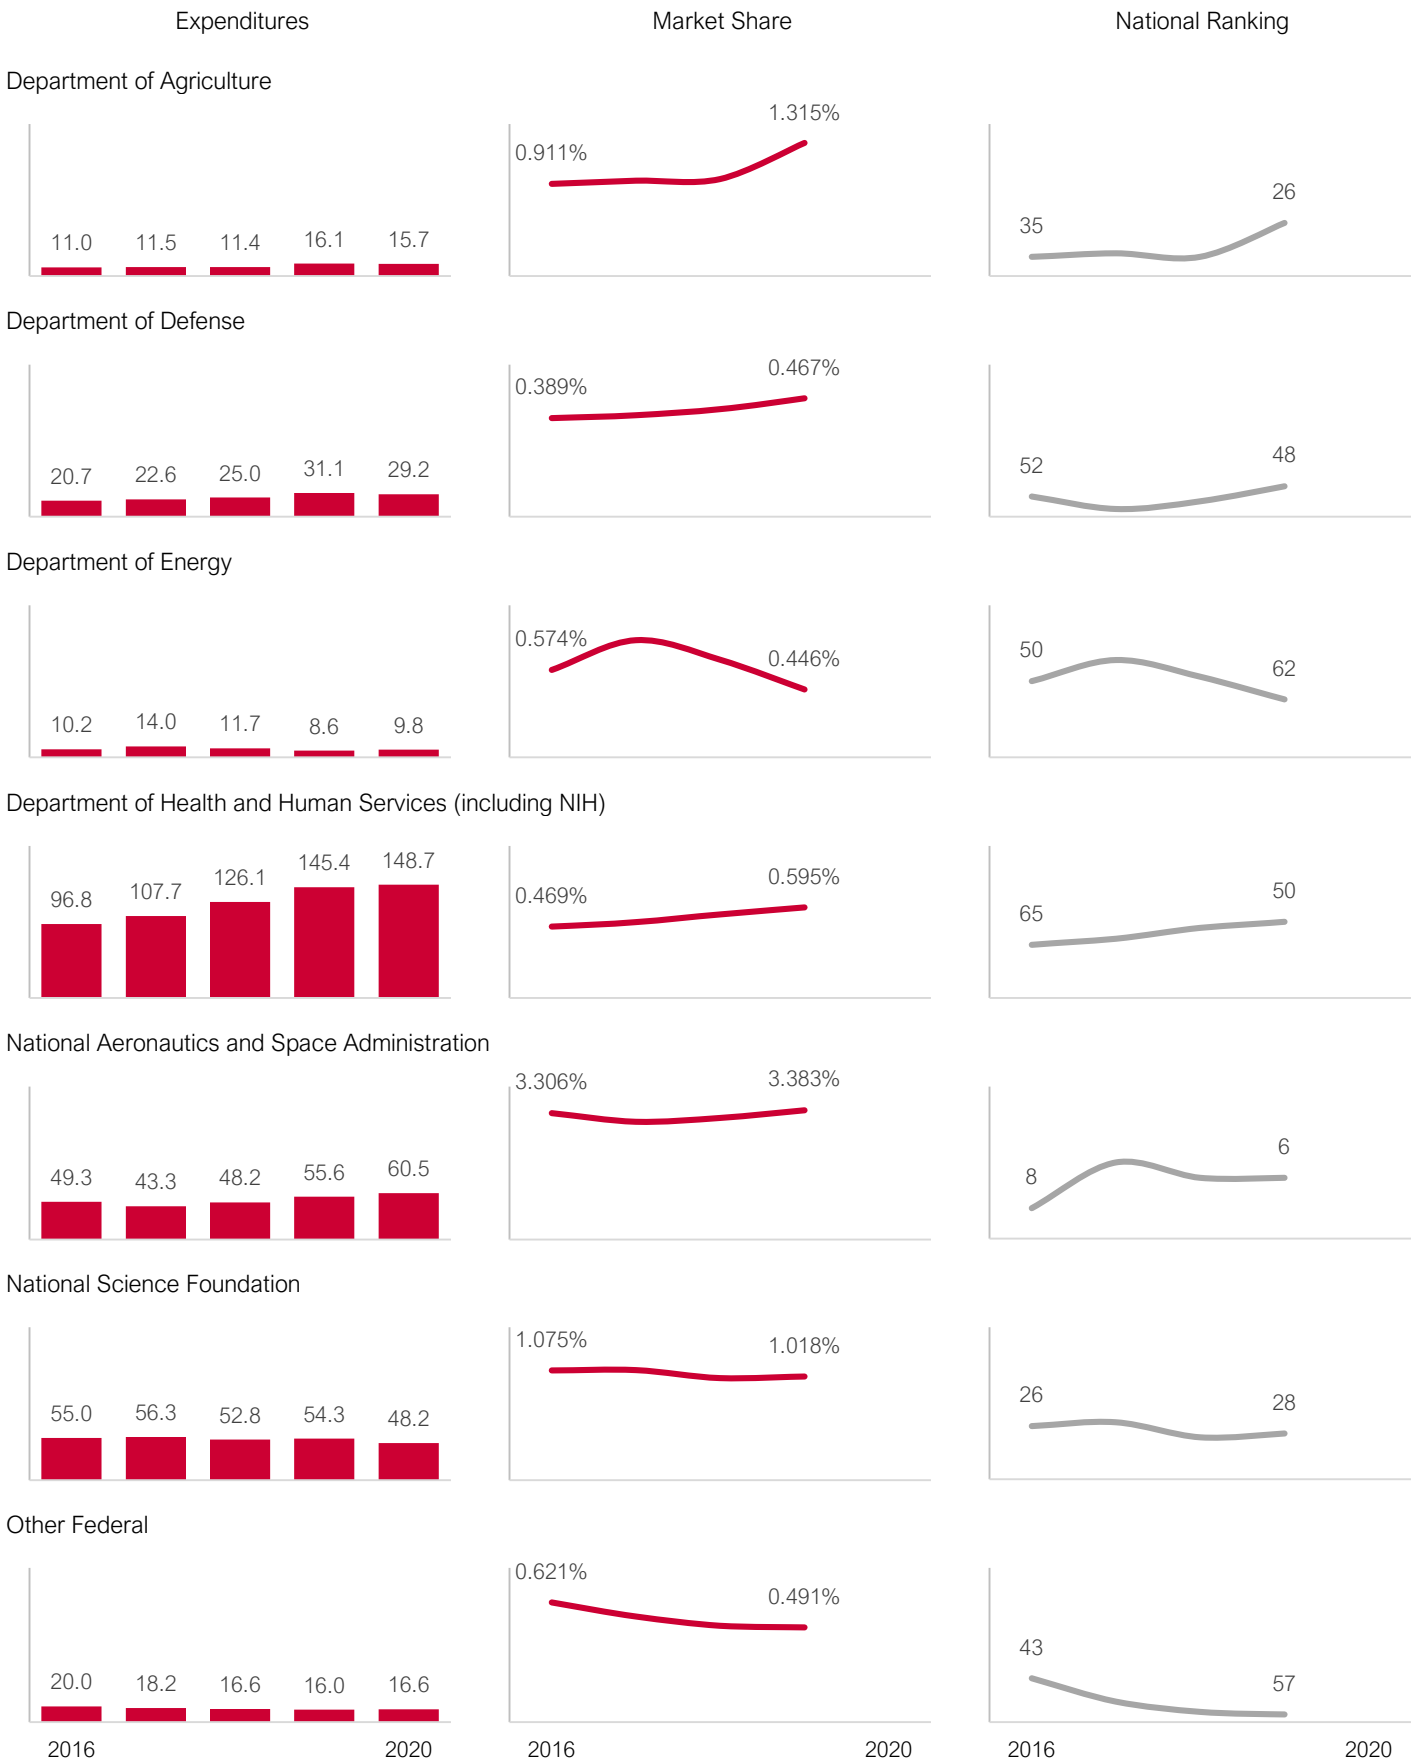 Expenditures Market Share National Ranking
Department of Agriculture
11.0 11.5 11.4 16.1 15.7
0.911% 1.315%
35 26
Department of Defense
20.7 22.6 25.0 31.1 29.2
0.389% 0.467%
52 48
Department of Energy
10.2 14.0 11.7 8.6 9.8
0.574% 0.446%
50 62
Department of Health and Human Services (including NIH)
96.8 107.7 126.1 145.4 148.7
0.469% 0.595%
65 50
National Aeronautics and Space Administration
49.3 43.3 48.2 55.6 60.5
3.306% 3.383%
8 6
National Science Foundation
55.0 56.3 52.8 54.3 48.2
1.075% 1.018%
26 28
Other Federal
20.0 18.2 16.6 16.0 16.6
0.621% 0.491%
43 57
2016 2020 2016 2020 2016 2020